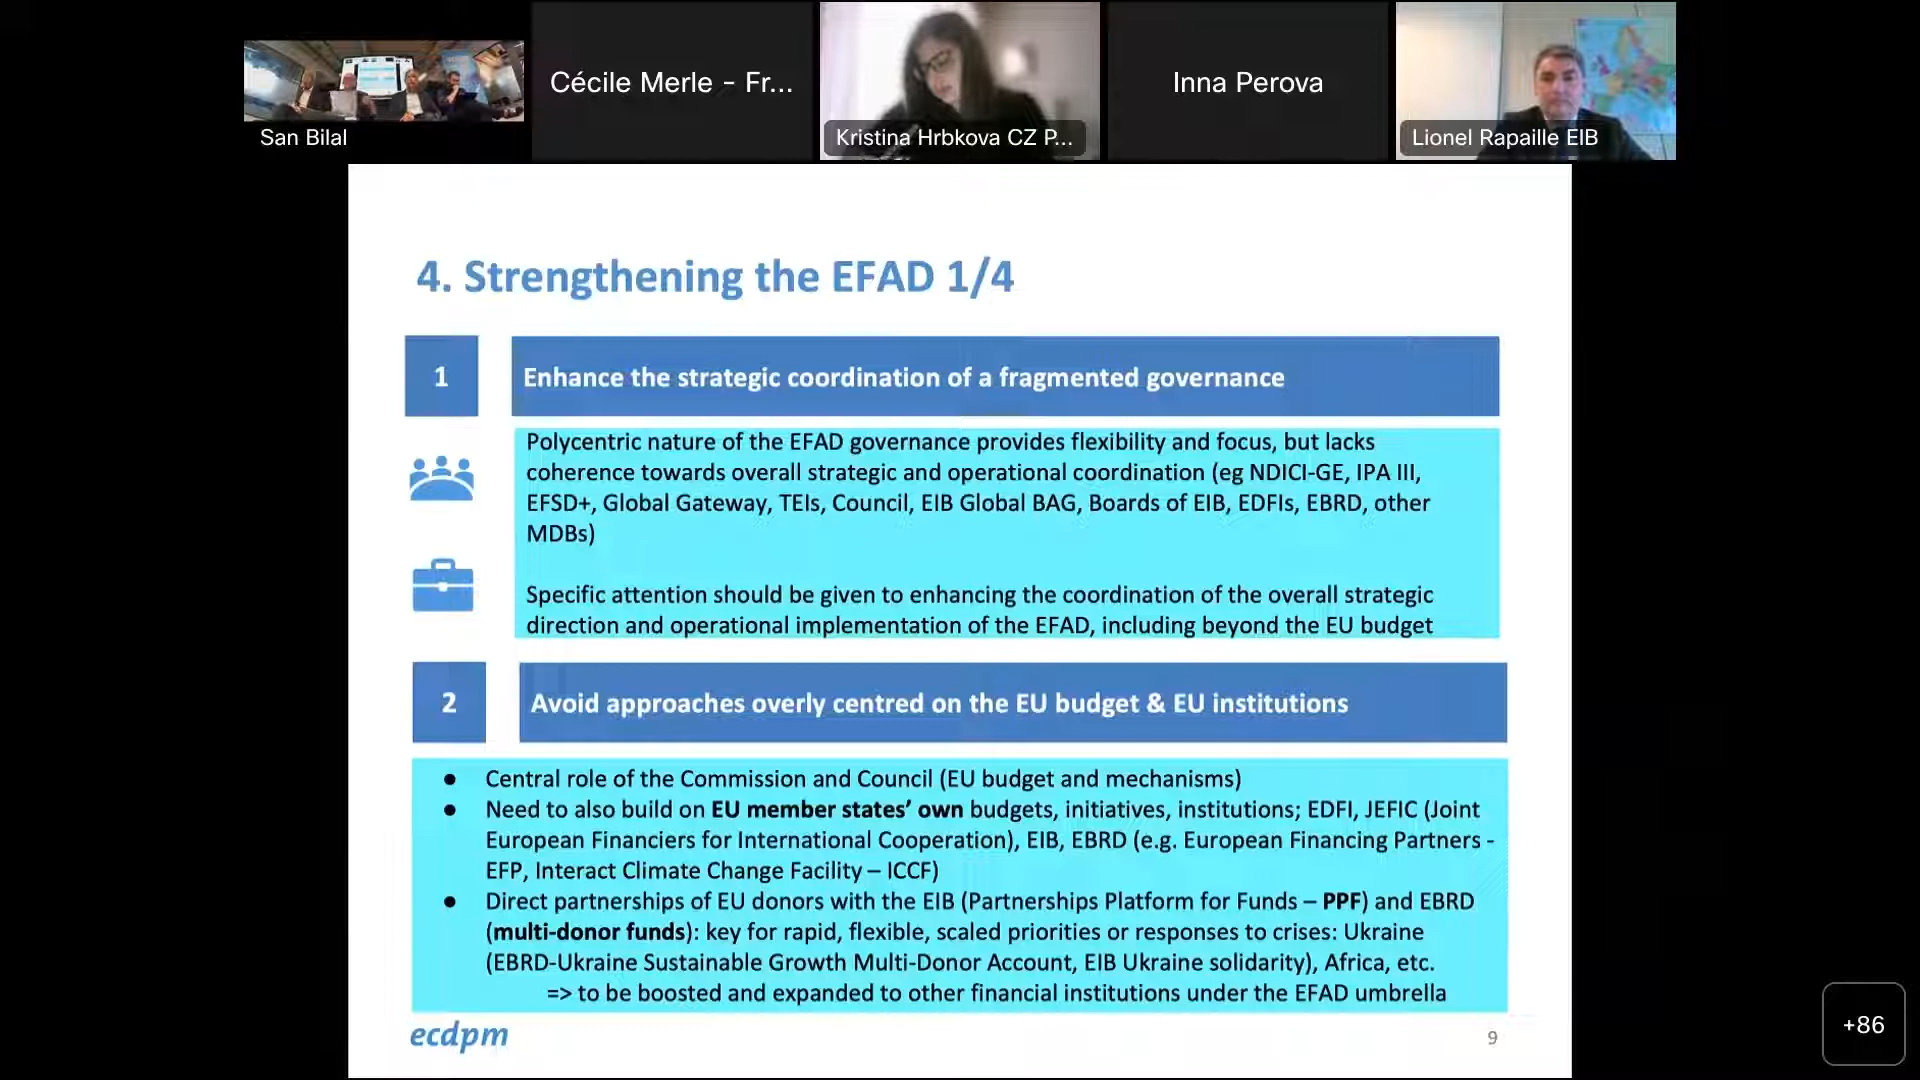 San Bilal
Cécile Merle - Fr...
Kristina Hrbkova CZ P...
Inna Perova
Lionel Rapaille EIB
4. Strengthening the EFAD 1/4
1
Enhance the strategic coordination of a fragmented governance
Polycentric nature of the EFAD governance provides flexibility and focus, but lacks
coherence towards overall strategic and operational coordination (eg NDICI-GE, IPA III,
EFSD+, Global Gateway, TEIs, Council, EIB Global BAG, Boards of EIB, EDFIs, EBRD, other
MDBs)
Specific attention should be given to enhancing the coordination of the overall strategic
direction and operational implementation of the EFAD, including beyond the EU budget
2
Avoid approaches overly centred on the EU budget & EU institutions
● Central role of the Commission and Council (EU budget and mechanisms)
● Need to also build on EU member states’ own budgets, initiatives, institutions; EDFI, JEFIC (Joint
European Financiers for International Cooperation), EIB, EBRD (e.g. European Financing Partners -
EFP, Interact Climate Change Facility – ICCF)
● Direct partnerships of EU donors with the EIB (Partnerships Platform for Funds – PPF) and EBRD
(multi-donor funds): key for rapid, flexible, scaled priorities or responses to crises: Ukraine
(EBRD-Ukraine Sustainable Growth Multi-Donor Account, EIB Ukraine solidarity), Africa, etc.
=> to be boosted and expanded to other financial institutions under the EFAD umbrella
ecdpm
9
+86